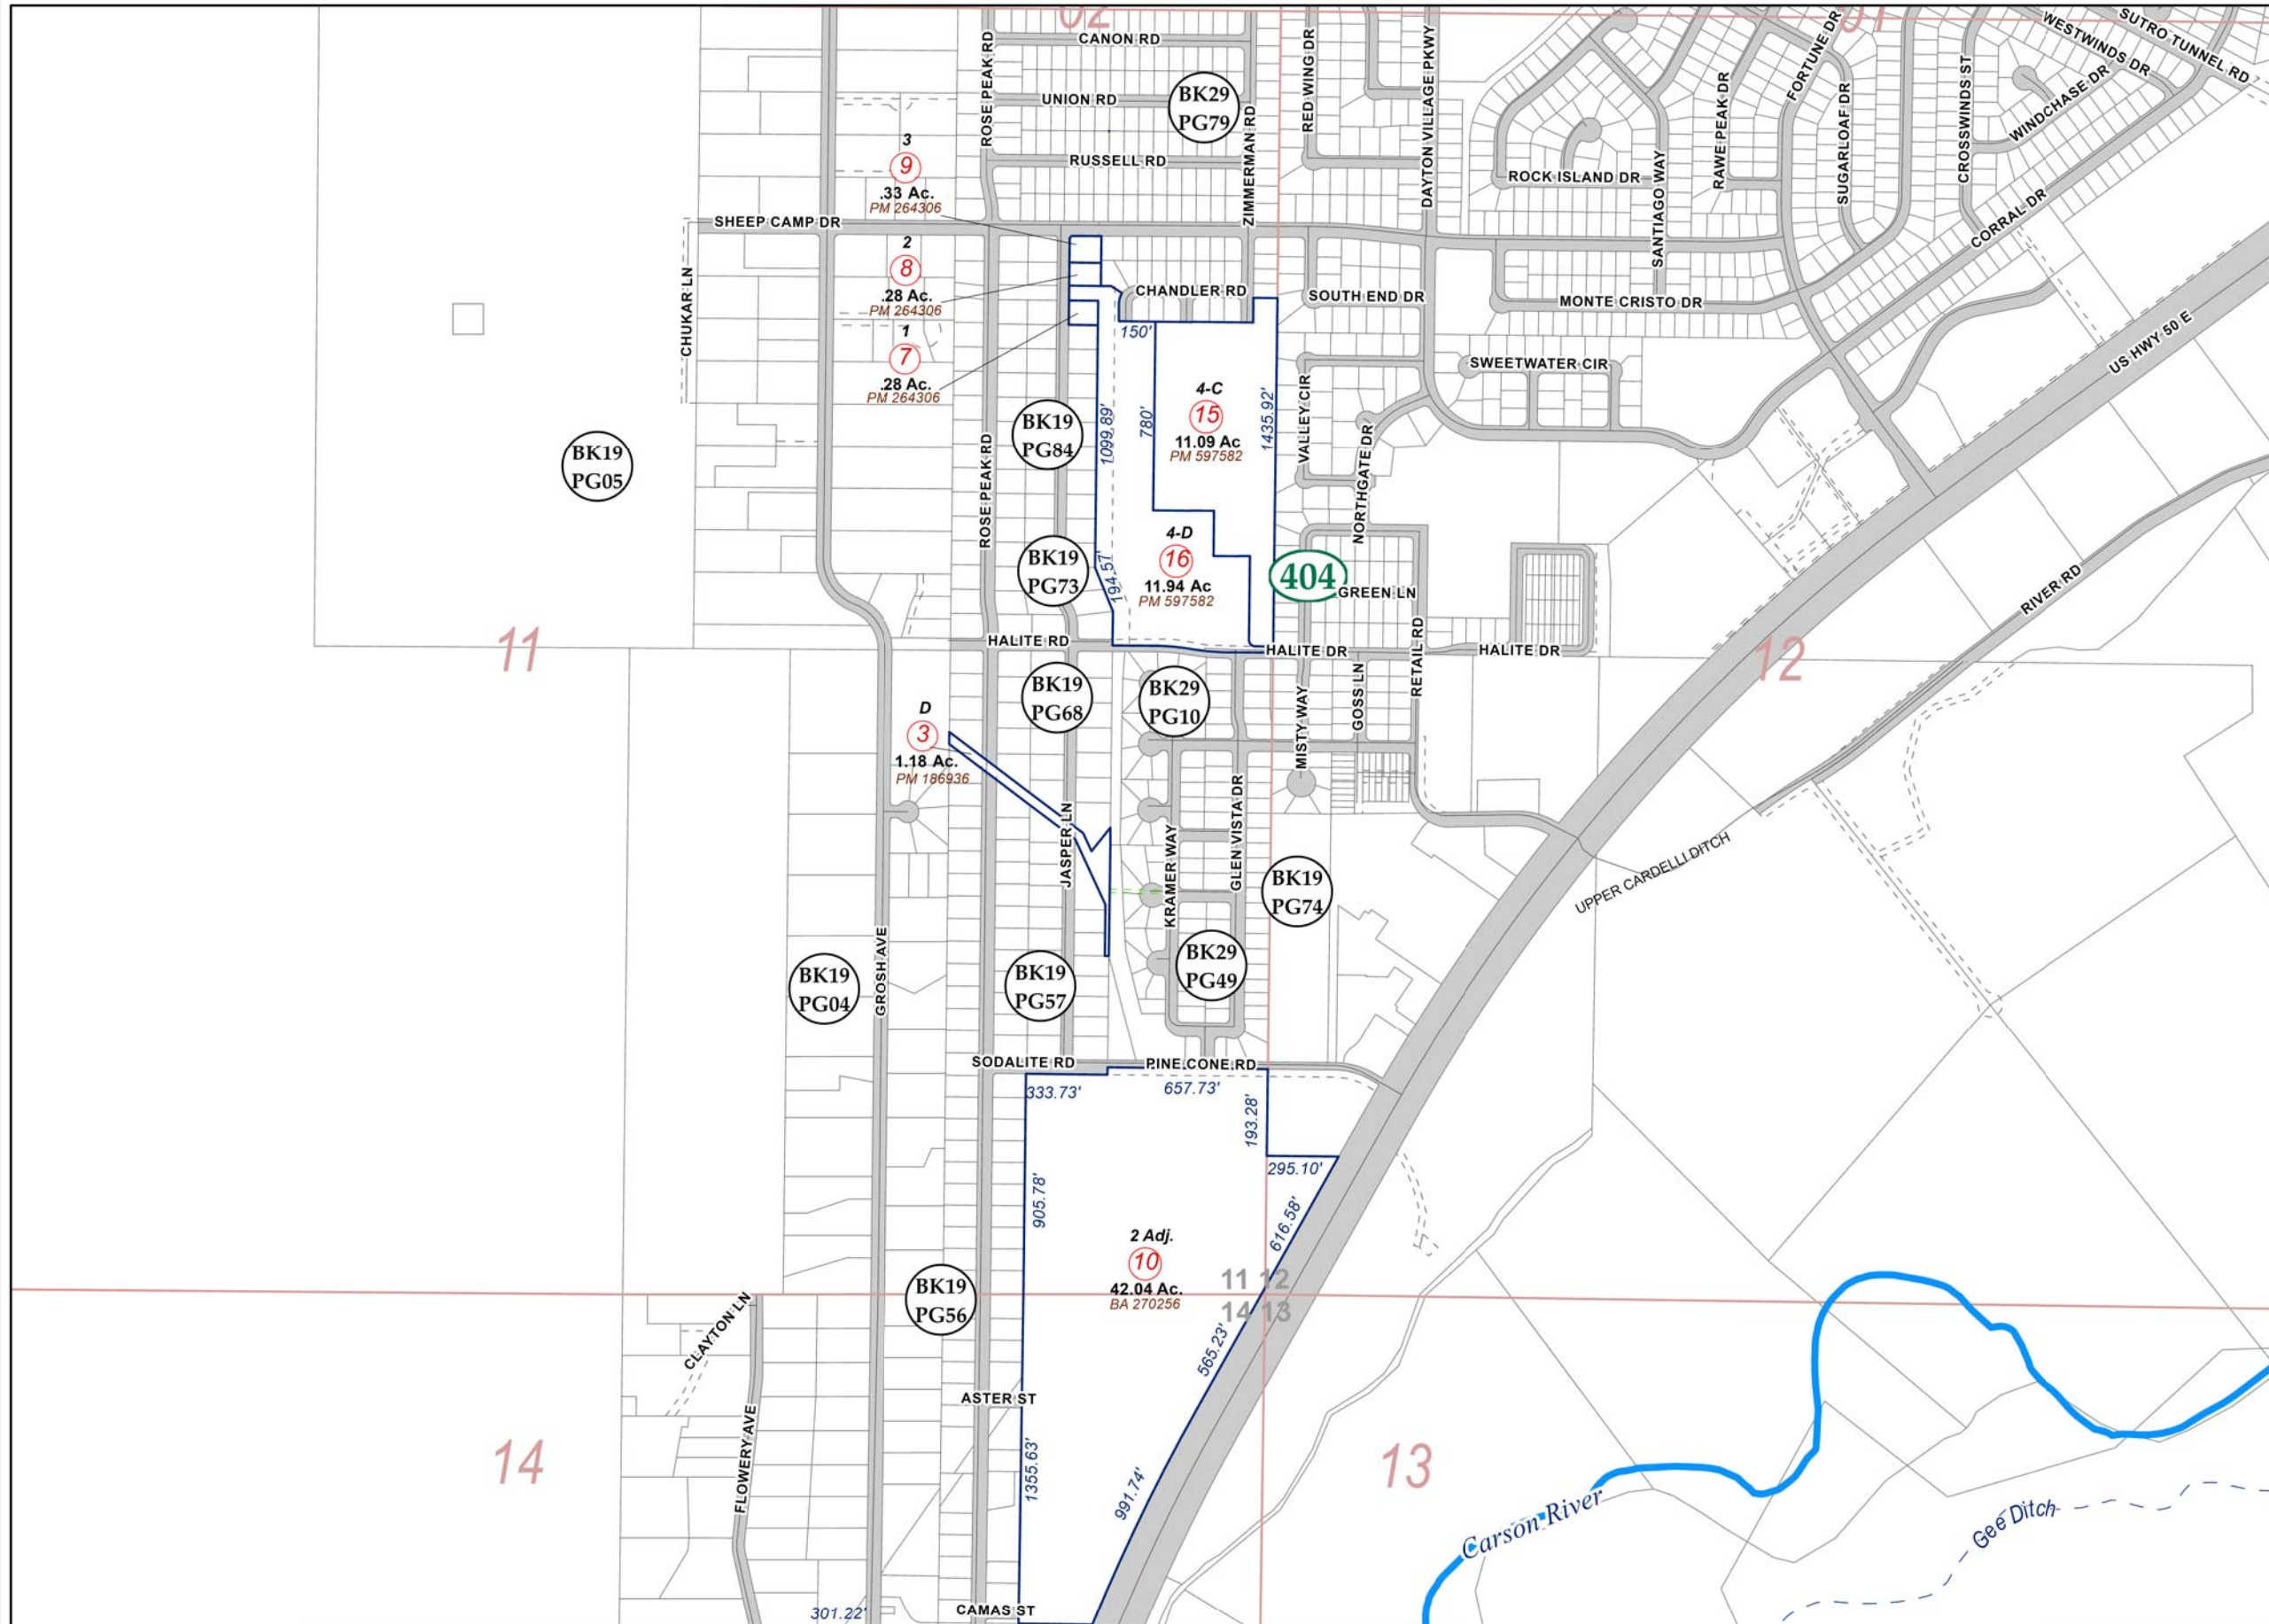 02
01
CANON RD
UNION RD
RUSSELL RD
ROSE PEAK RD
BK29
PG79
ZIMMERMAN RD
RED WING DR
DAYTON VILLAGE PKWY
ROCK ISLAND DR
SANTIAGO WAY
RAWE PEAK DR
FORTUNE DR
SUGARLOAF DR
CROSSWINDS ST
WESTWINDS DR
SUTRO TUNNEL RD
WINDCHASE DR
CORRAL DR
3
9
.33 Ac.
PM 264306
SHEEP CAMP DR
2
8
.28 Ac.
PM 264306
1
7
.28 Ac.
PM 264306
CHUKAR LN
CHANDLER RD
SOUTH END DR
MONTE CRISTO DR
SWEETWATER CIR
US HWY 50 E
150'
780'
1099.89'
1435.92'
194.57'
4-C
15
11.09 Ac
PM 597582
4-D
16
11.94 Ac
PM 597582
VALLEY CIR
NORTHGATE DR
BK19
PG05
BK19
PG84
ROSE PEAK RD
BK19
PG73
404
GREEN LN
RETAIL RD
RIVER RD
11
HALITE RD
HALITE DR
HALITE DR
12
BK19
PG68
BK29
PG10
MISTY WAY
GOSS LN
D
3
1.18 Ac.
PM 186936
JASPER LN
KRAMER WAY
GLEN VISTA DR
BK19
PG74
UPPER CARDELLI DITCH
GROSH AVE
BK19
PG04
BK19
PG57
BK29
PG49
SODALITE RD
PINE CONE RD
333.73'
657.73'
193.28'
295.10'
905.78'
616.58'
2 Adj.
10
42.04 Ac.
BA 270256
11 12
14 13
565.23'
BK19
PG56
CLAYTON LN
FLOWERY AVE
ASTER ST
14
13
1355.63'
991.74'
Carson River
Gee Ditch
301.22'
CAMAS ST